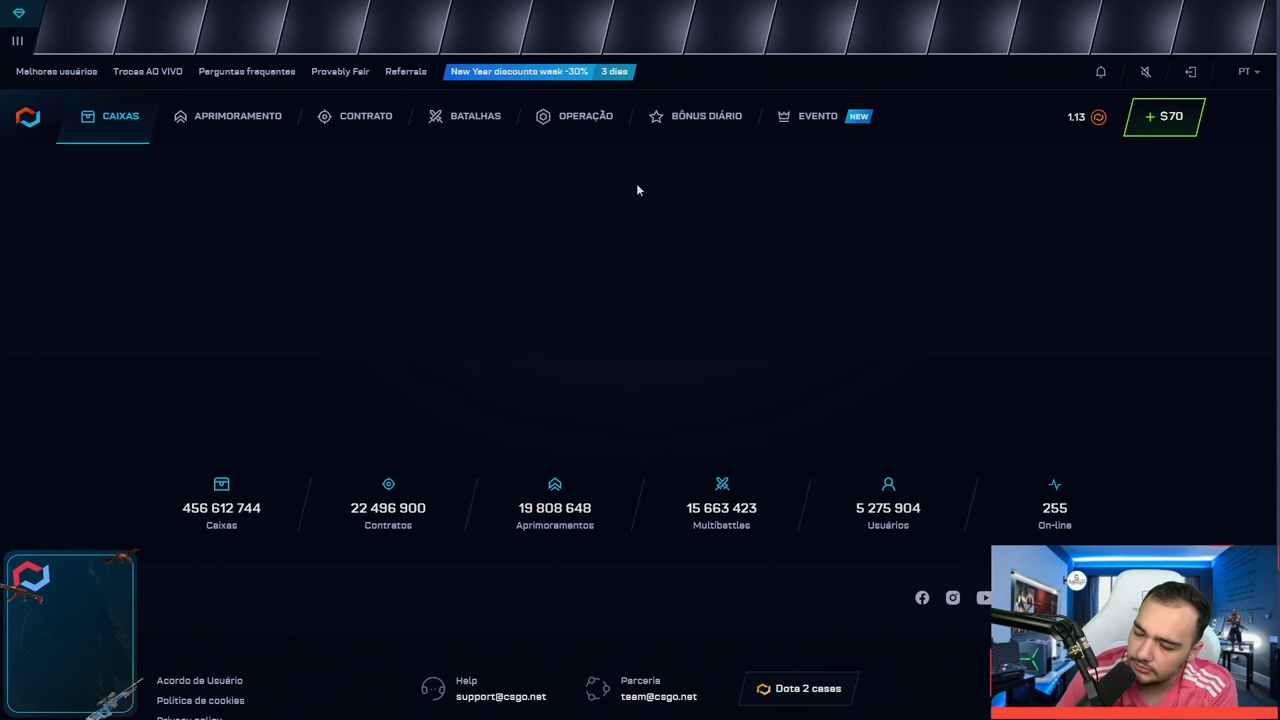 Melhores usuários Trocas AO VIVO Perguntas frequentes Provably Fair Referrals New Year discounts week -30% 3 dias PT
CAIXAS APRIMORAMENTO CONTRATO BATALHAS OPERAÇÃO BÔNUS DIÁRIO EVENTO NEW 1.13 + $70
456 612 744 22 496 900 19 808 648 15 663 423 5 275 904 255
Caixas Contratos Aprimoramentos Multibattles Usuários On-line
Acordo de Usuário Help Parceria
Política de cookies support@csgo.net team@csgo.net Dota 2 cases
Privacy policy